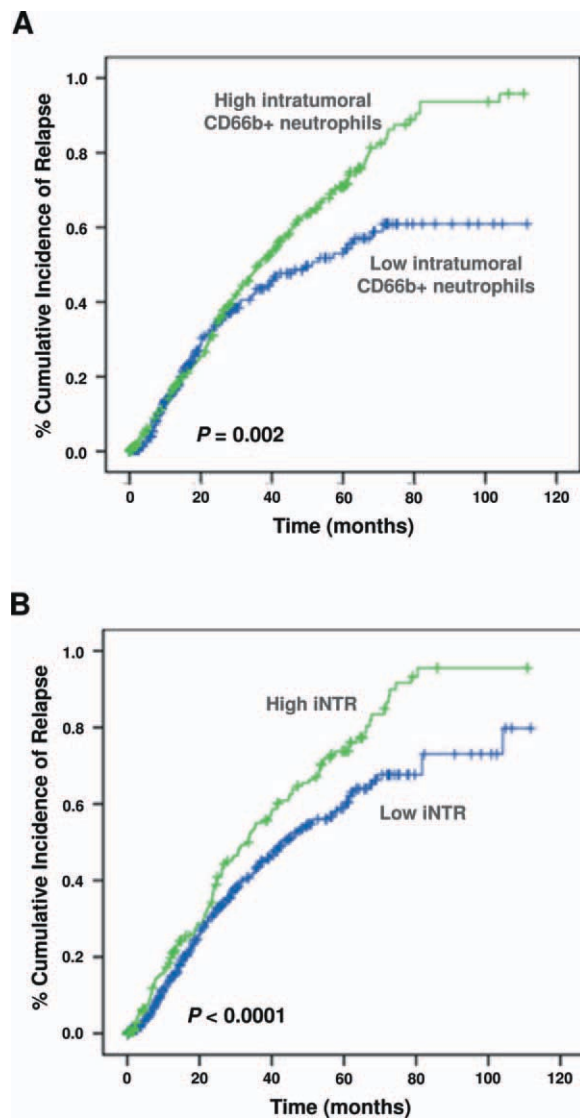 A
% Cumulative Incidence of Relapse
1.0
0.8
0.6
0.4
0.2
0.0
High intratumoral
CD66b+ neutrophils
Low intratumoral
CD66b+ neutrophils
P = 0.002
0 20 40 60 80 100 120
Time (months)
B
% Cumulative Incidence of Relapse
1.0
0.8
0.6
0.4
0.2
0.0
High iNTR
Low iNTR
P < 0.0001
0 20 40 60 80 100 120
Time (months)